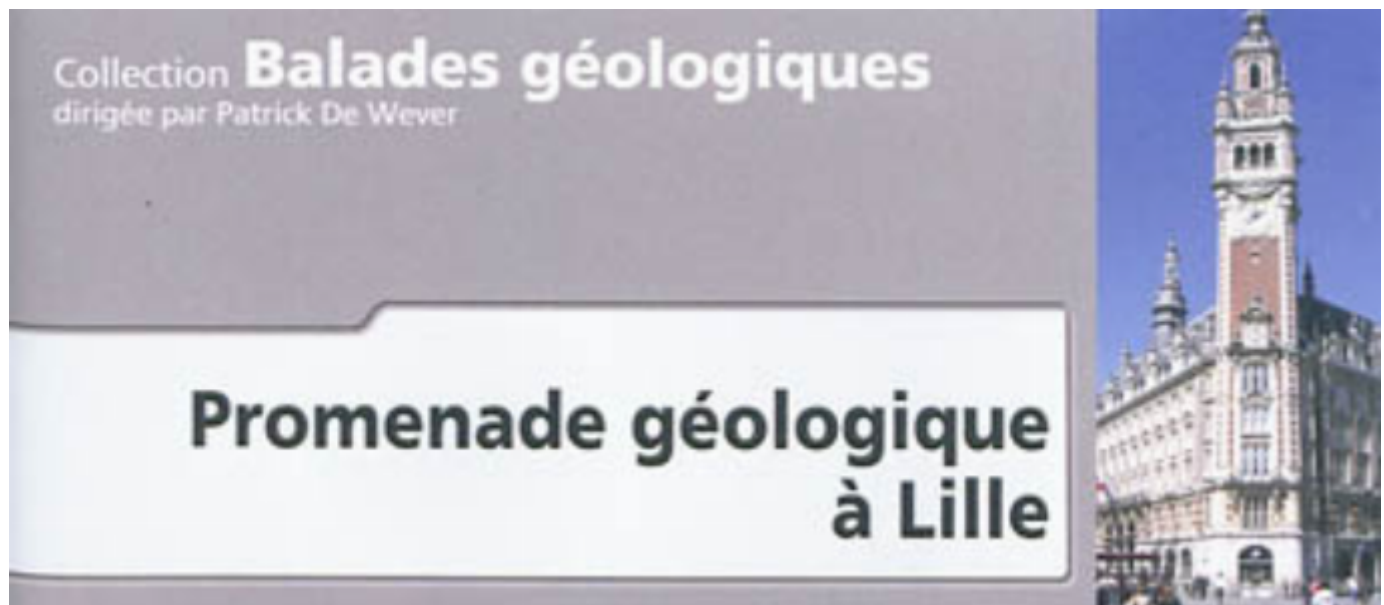 Collection Balades géologiques
dirigée par Patrick De Wever
Promenade géologique
à Lille